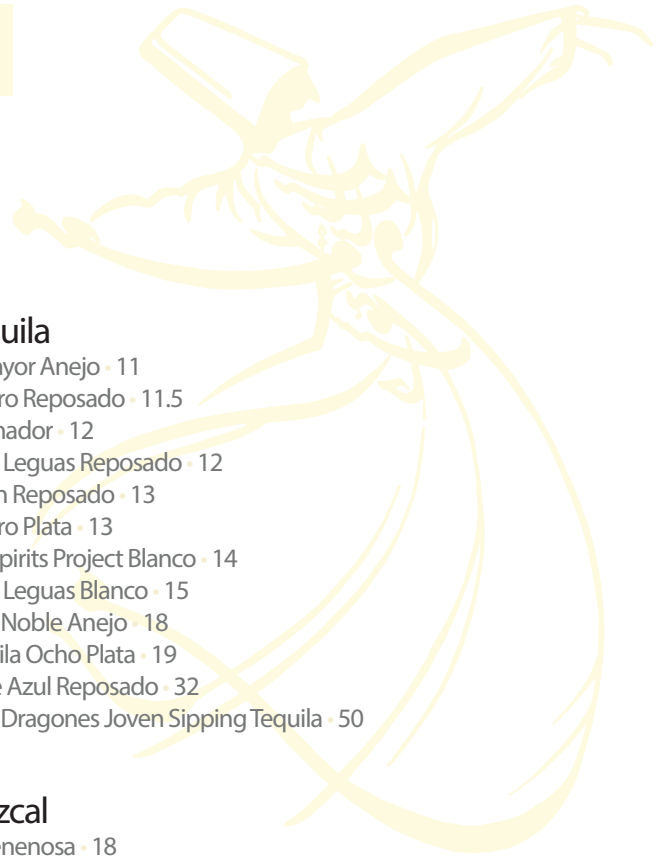 uila
ayor Anejo • 11
ro Reposado • 11.5
nador • 12
Leguas Reposado • 12
n Reposado • 13
ro Plata • 13
pirits Project Blanco • 14
Leguas Blanco • 15
Noble Anejo • 18
ila Ocho Plata • 19
e Azul Reposado • 32
Dragones Joven Sipping Tequila • 50
zcal
enenosa • 18